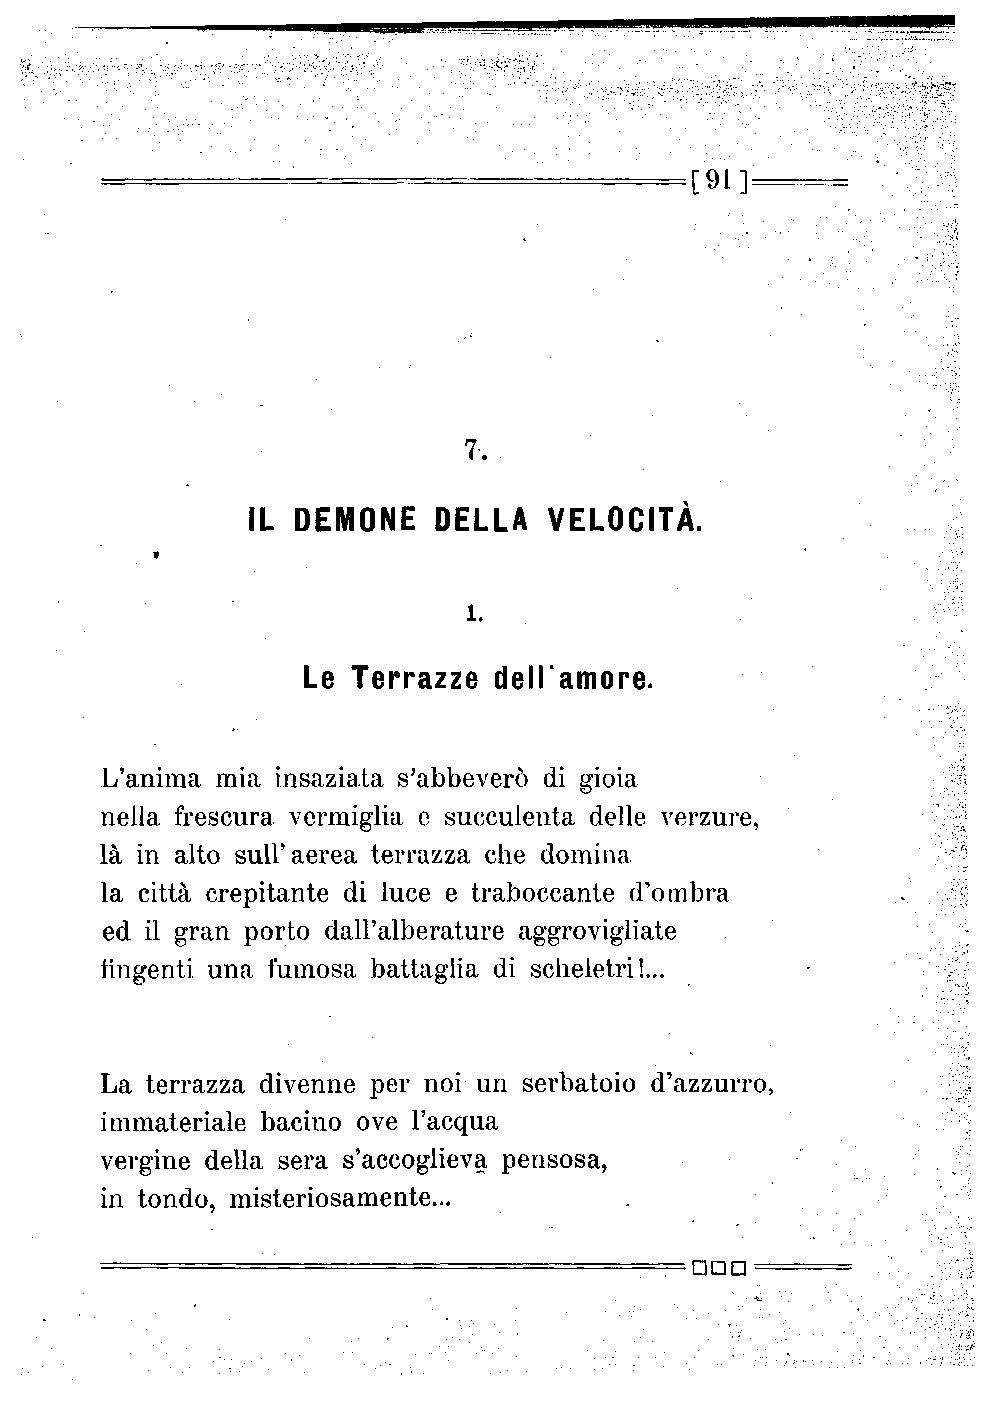 [ 91 ]
7.
IL DEMONE DELLA VELOCITÀ.
1.
Le Terrazze dell'amore.
L'anima mia insaziata s'abbeverò di gioia
nella frescura vermiglia e succulenta delle verzure,
là in alto sull'aerea terrazza che domina
la città crepitante di luce e traboccante d'ombra
ed il gran porto dall'alberature aggrovigliate
fingenti una fumosa battaglia di scheletri!...
La terrazza divenne per noi un serbatoio d'azzurro,
immateriale bacino ove l'acqua
vergine della sera s'accoglieva pensosa,
in tondo, misteriosamente...